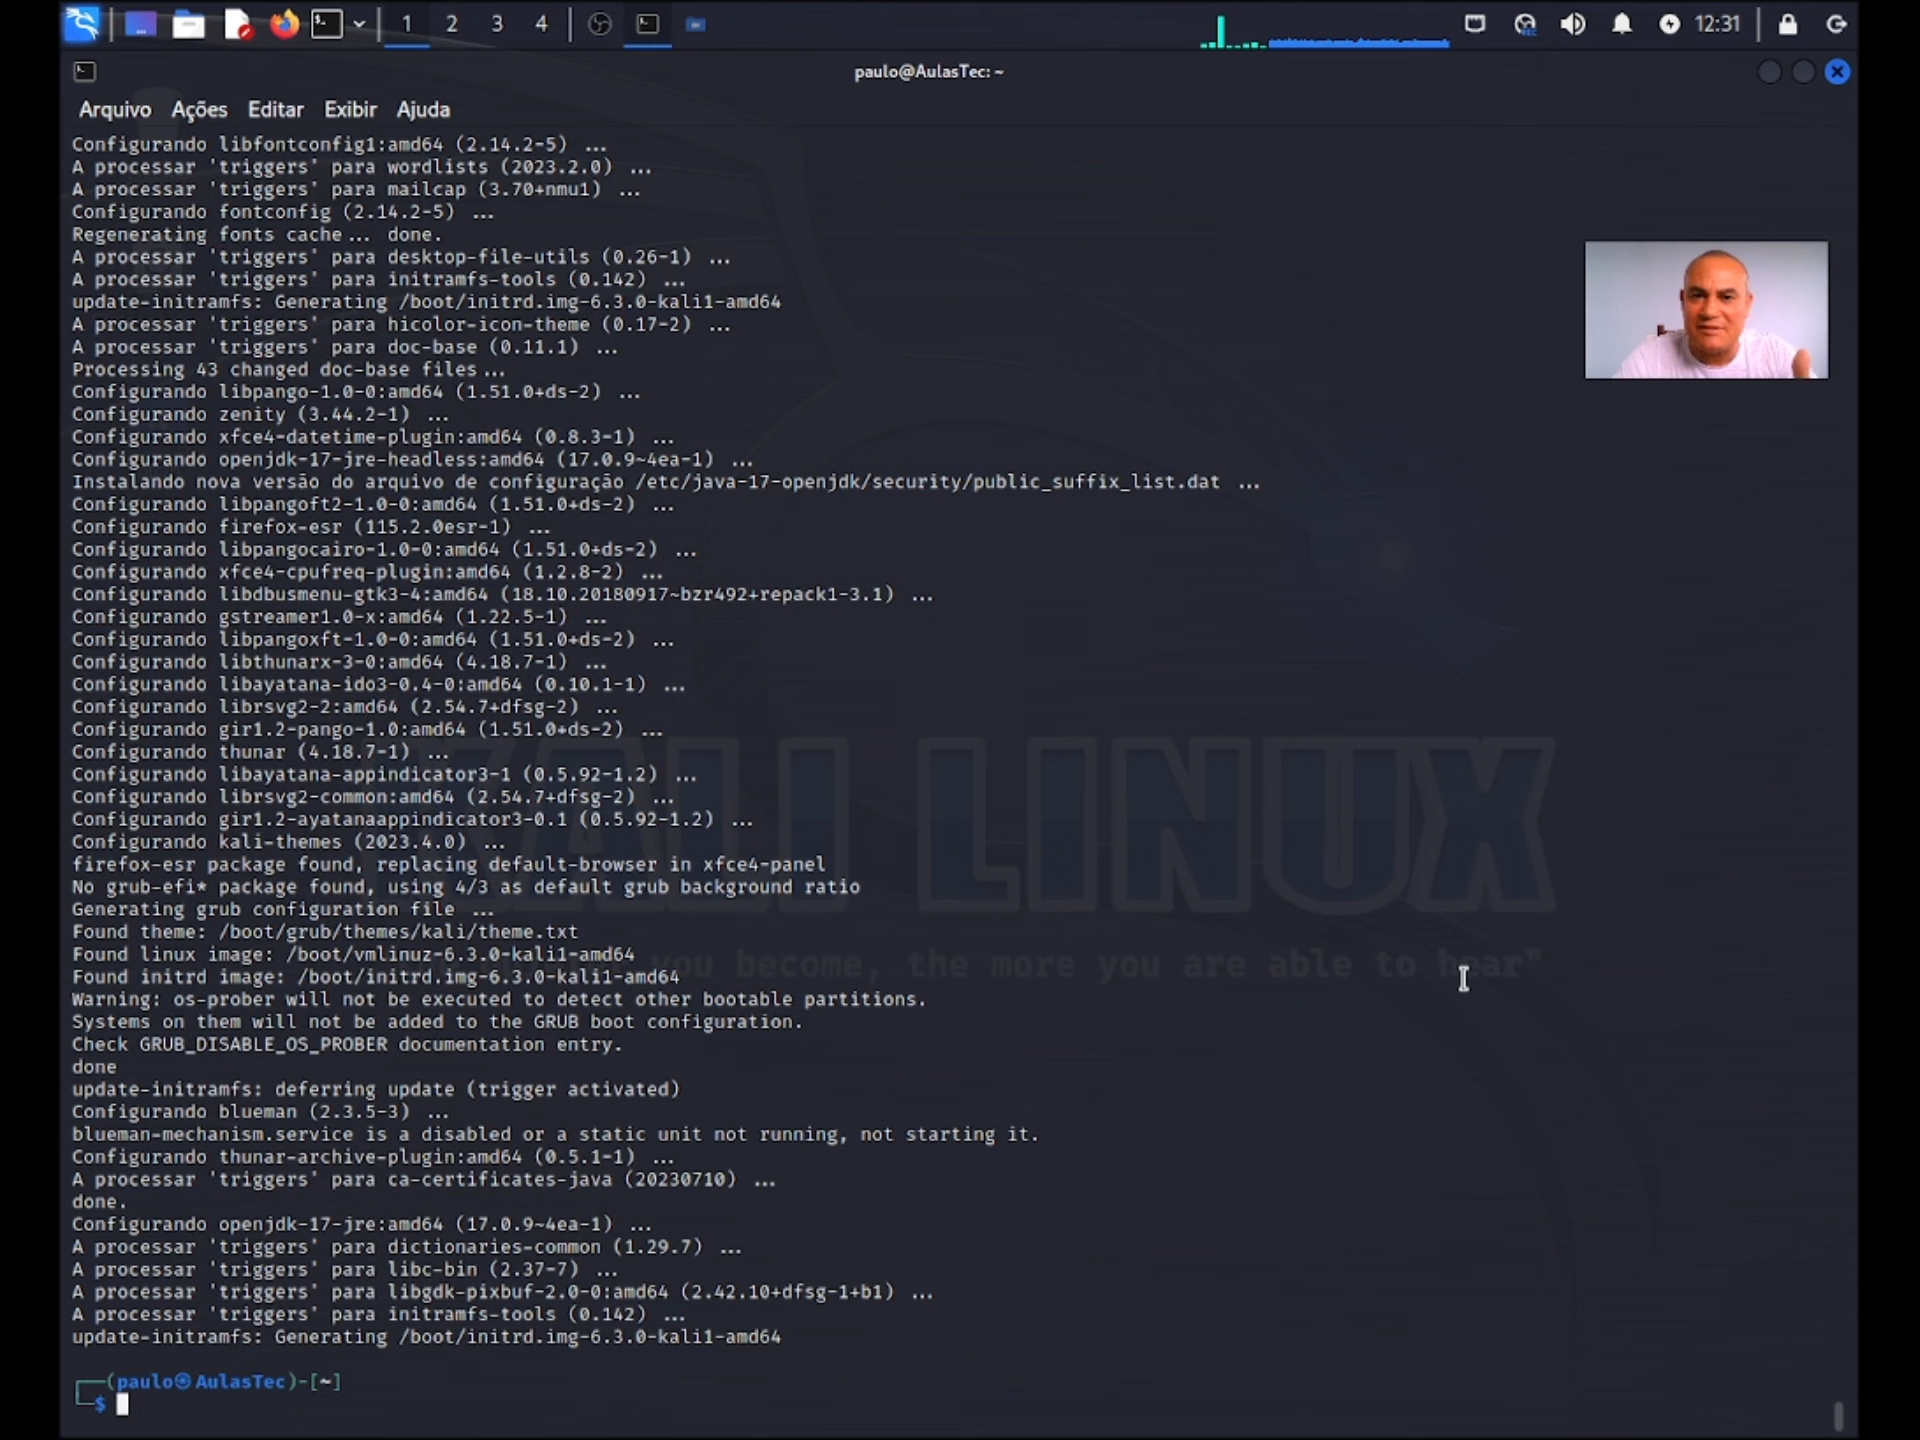 1 2 3 4 12:31
paulo@AulasTec: ~
Arquivo Ações Editar Exibir Ajuda
Configurando libfontconfig1:amd64 (2.14.2-5) ...
A processar 'triggers' para wordlists (2023.2.0) ...
A processar 'triggers' para mailcap (3.70+nmu1) ...
Configurando fontconfig (2.14.2-5) ...
Regenerating fonts cache... done.
A processar 'triggers' para desktop-file-utils (0.26-1) ...
A processar 'triggers' para initramfs-tools (0.142) ...
update-initramfs: Generating /boot/initrd.img-6.3.0-kali1-amd64
A processar 'triggers' para hicolor-icon-theme (0.17-2) ...
A processar 'triggers' para doc-base (0.11.1) ...
Processing 43 changed doc-base files...
Configurando libpango-1.0-0:amd64 (1.51.0+ds-2) ...
Configurando zenity (3.44.2-1) ...
Configurando xfce4-datetime-plugin:amd64 (0.8.3-1) ...
Configurando openjdk-17-jre-headless:amd64 (17.0.9~4ea-1) ...
Instalando nova versão do arquivo de configuração /etc/java-17-openjdk/security/public_suffix_list.dat ...
Configurando libpangoft2-1.0-0:amd64 (1.51.0+ds-2) ...
Configurando firefox-esr (115.2.0esr-1) ...
Configurando libpangocairo-1.0-0:amd64 (1.51.0+ds-2) ...
Configurando xfce4-cpufreq-plugin:amd64 (1.2.8-2) ...
Configurando libdbusmenu-gtk3-4:amd64 (18.10.20180917~bzr492+repack1-3.1) ...
Configurando gstreamer1.0-x:amd64 (1.22.5-1) ...
Configurando libpangoxft-1.0-0:amd64 (1.51.0+ds-2) ...
Configurando libthunarx-3-0:amd64 (4.18.7-1) ...
Configurando libayatana-ido3-0.4-0:amd64 (0.10.1-1) ...
Configurando librsvg2-2:amd64 (2.54.7+dfsg-2) ...
Configurando gir1.2-pango-1.0:amd64 (1.51.0+ds-2) ...
Configurando thunar (4.18.7-1) ...
Configurando libayatana-appindicator3-1 (0.5.92-1.2) ...
Configurando librsvg2-common:amd64 (2.54.7+dfsg-2) ...
Configurando gir1.2-ayatanaappindicator3-0.1 (0.5.92-1.2) ...
Configurando kali-themes (2023.4.0) ...
firefox-esr package found, replacing default-browser in xfce4-panel
No grub-efi* package found, using 4/3 as default grub background ratio
Generating grub configuration file ...
Found theme: /boot/grub/themes/kali/theme.txt
Found linux image: /boot/vmlinuz-6.3.0-kali1-amd64
Found initrd image: /boot/initrd.img-6.3.0-kali1-amd64
Warning: os-prober will not be executed to detect other bootable partitions.
Systems on them will not be added to the GRUB boot configuration.
Check GRUB_DISABLE_OS_PROBER documentation entry.
done
update-initramfs: deferring update (trigger activated)
Configurando blueman (2.3.5-3) ...
blueman-mechanism.service is a disabled or a static unit not running, not starting it.
Configurando thunar-archive-plugin:amd64 (0.5.1-1) ...
A processar 'triggers' para ca-certificates-java (20230710) ...
done.
Configurando openjdk-17-jre:amd64 (17.0.9~4ea-1) ...
A processar 'triggers' para dictionaries-common (1.29.7) ...
A processar 'triggers' para libc-bin (2.37-7) ...
A processar 'triggers' para libgdk-pixbuf-2.0-0:amd64 (2.42.10+dfsg-1+b1) ...
A processar 'triggers' para initramfs-tools (0.142) ...
update-initramfs: Generating /boot/initrd.img-6.3.0-kali1-amd64
(paulo㉿AulasTec)-[~]
$
KALI LINUX
you become, the more you are able to hear"